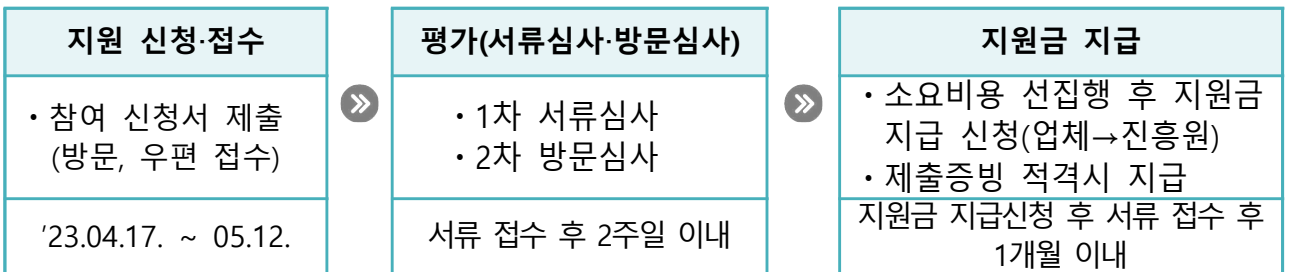 지원 신청·접수
・참여 신청서 제출
(방문, 우편 접수)
'23.04.17. ~ 05.12.
평가(서류심사·방문심사)
・1차 서류심사
・2차 방문심사
서류 접수 후 2주일 이내
지원금 지급
・소요비용 선집행 후 지원금
지급 신청(업체→진흥원)
・제출증빙 적격시 지급
지원금 지급신청 후 서류 접수 후
1개월 이내